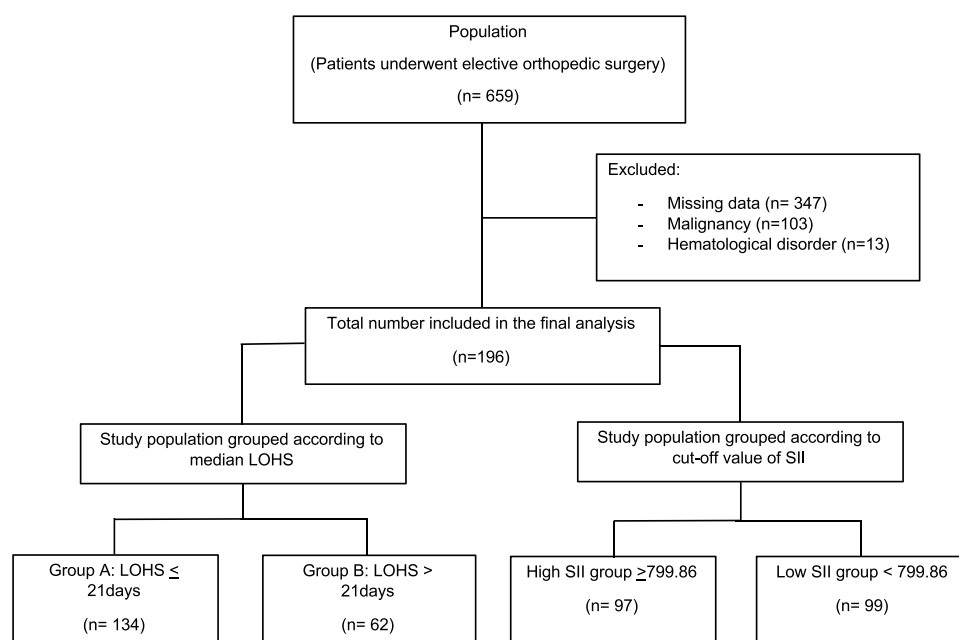 Population
(Patients underwent elective orthopedic surgery)
(n= 659)
Excluded:
- Missing data (n= 347)
- Malignancy (n=103)
- Hematological disorder (n=13)
Total number included in the final analysis
(n=196)
Study population grouped according to
median LOHS
Study population grouped according to
cut-off value of SII
Group A: LOHS ≤
21days
(n= 134)
Group B: LOHS >
21days
(n= 62)
High SII group ≥799.86
(n= 97)
Low SII group < 799.86
(n= 99)